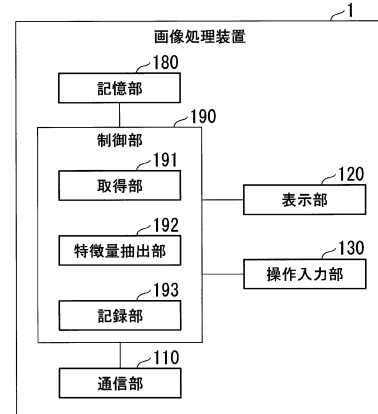 1
画像処理装置
180
記憶部
190
制御部
191
取得部
120
表示部
192
特徴量抽出部
130
操作入力部
193
記録部
110
通信部